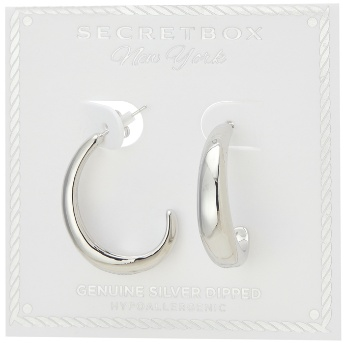 SECRETBOX
New York
GENUINE SILVER DIPPED
HYPOALLERGENIC